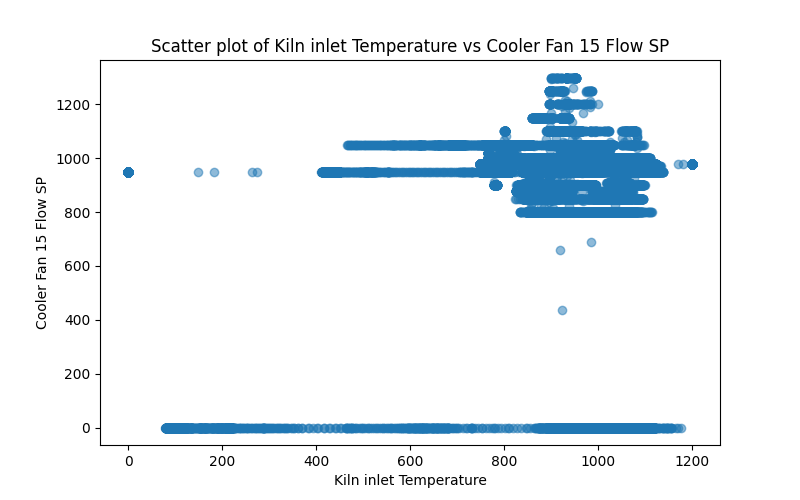 Scatter plot of Kiln inlet Temperature vs Cooler Fan 15 Flow SP
Cooler Fan 15 Flow SP
1200
1000
800
600
400
200
0
0 200 400 600 800 1000 1200
Kiln inlet Temperature